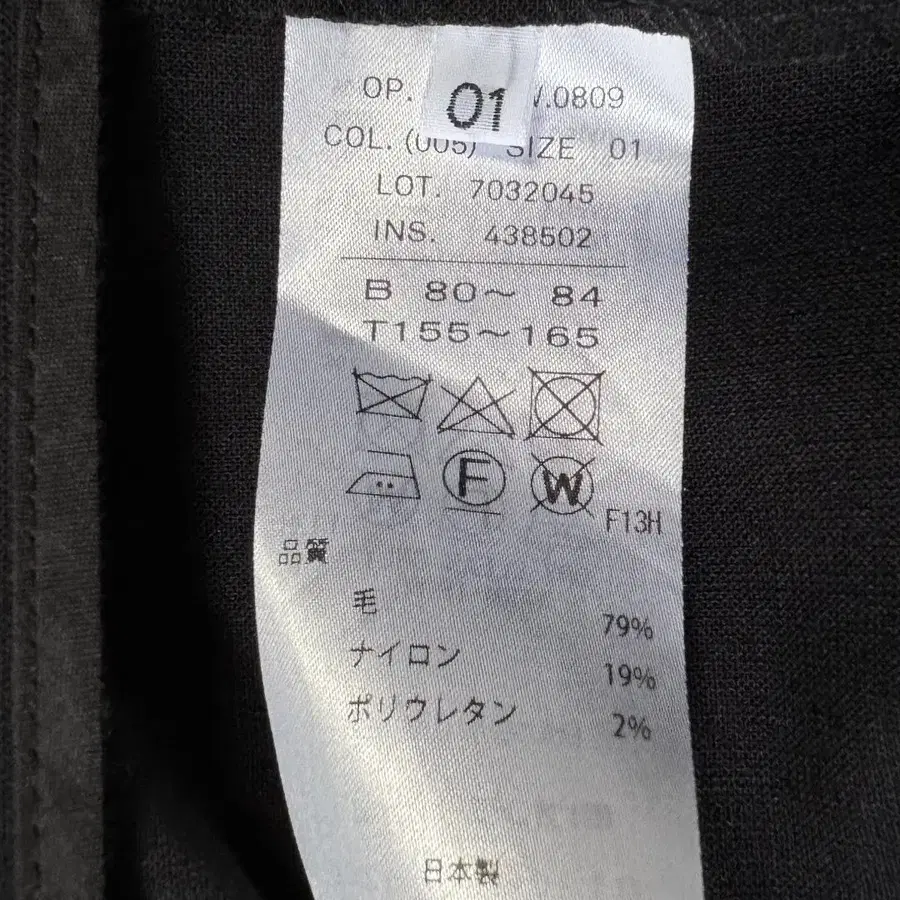 OP. 01 .0809
COL. (005) SIZE 01
LOT. 7032045
INS. 438502
B 80〜 84
T155〜165
F
W
F13H
品質
毛 79%
ナイロン 19%
ポリウレタン 2%
日本製